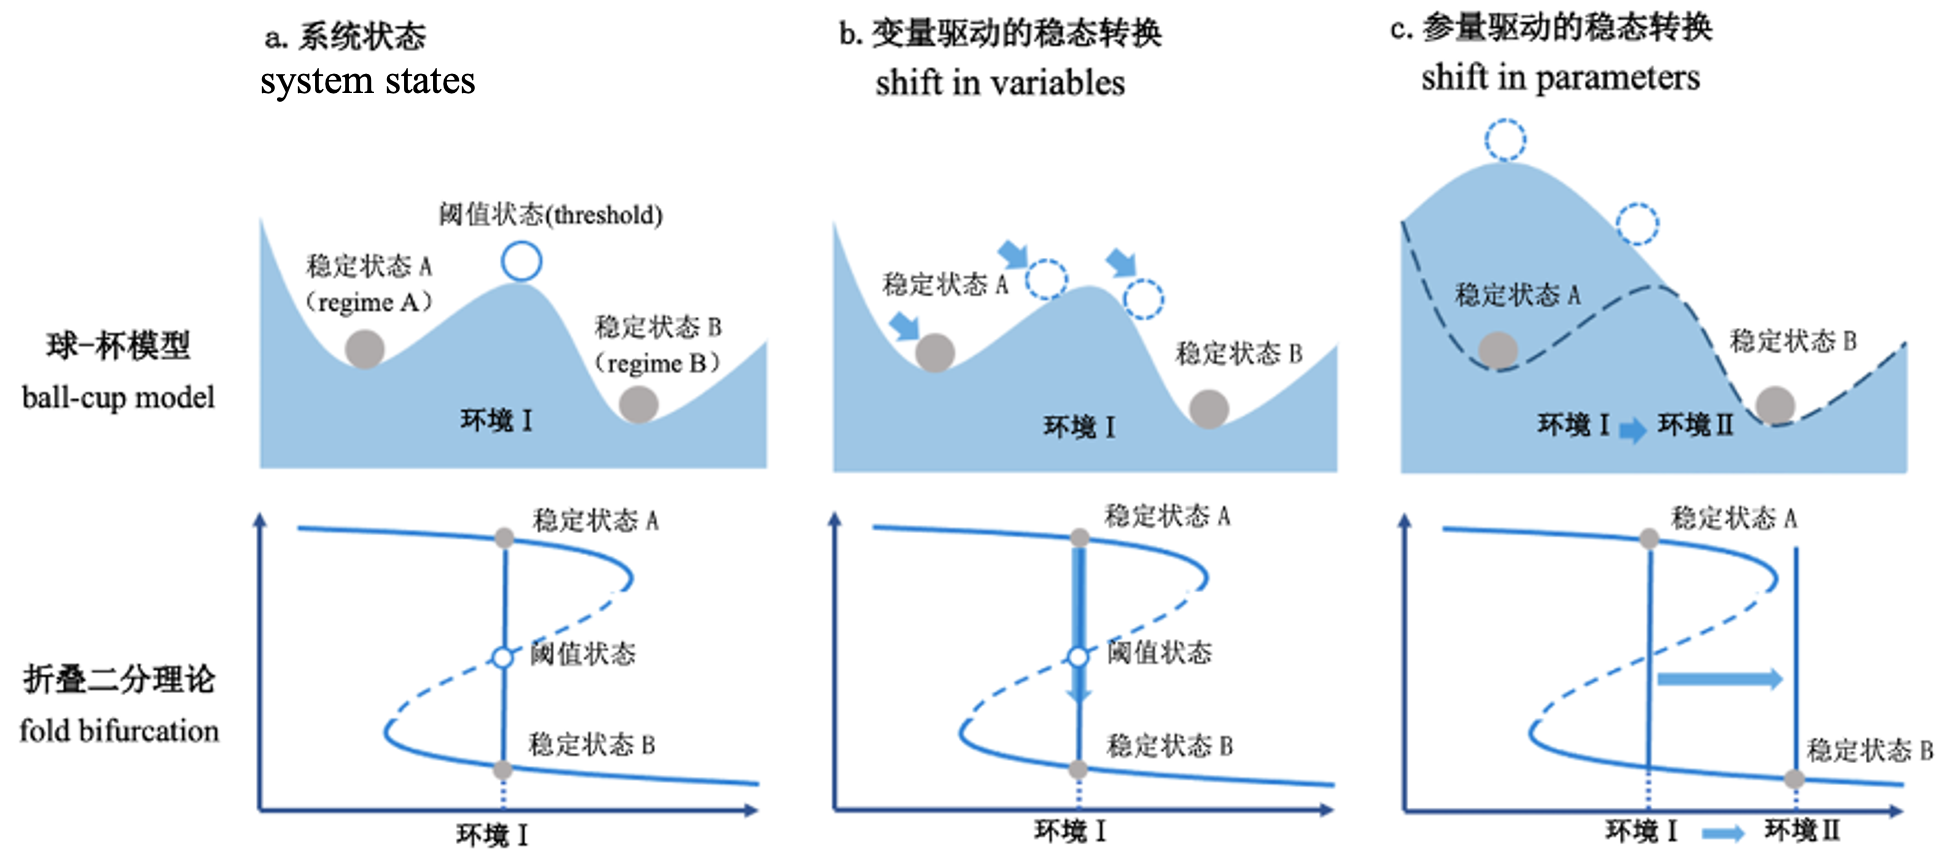 a. 系统状态
system states
b. 变量驱动的稳态转换
shift in variables
c. 参量驱动的稳态转换
shift in parameters
球-杯模型
ball-cup model
阈值状态(threshold)
稳定状态 A
（regime A）
稳定状态 B
（regime B）
环境 I
稳定状态 A
稳定状态 B
环境 I
稳定状态 A
稳定状态 B
环境 I
环境 II
折叠二分理论
fold bifurcation
稳定状态 A
阈值状态
稳定状态 B
环境 I
稳定状态 A
阈值状态
稳定状态 B
环境 I
稳定状态 A
稳定状态 B
环境 I
环境 II